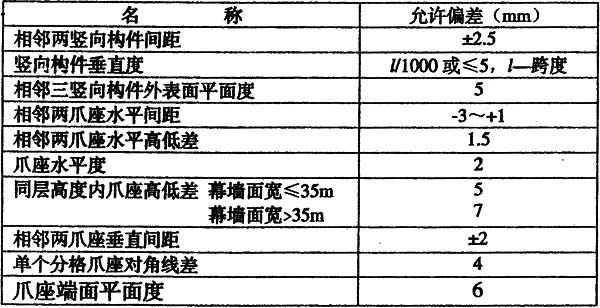 名 称 允许偏差（mm）
相邻两竖向构件间距 ±2.5
竖向构件垂直度 l/1000 或≤5，l—跨度
相邻三竖向构件外表面平面度 5
相邻两爪座水平间距 -3～+1
相邻两爪座水平高低差 1.5
爪座水平度 2
同层高度内爪座高低差 幕墙面宽≤35m 5
幕墙面宽>35m 7
相邻两爪座垂直间距 ±2
单个分格爪座对角线差 4
爪座端面平面度 6